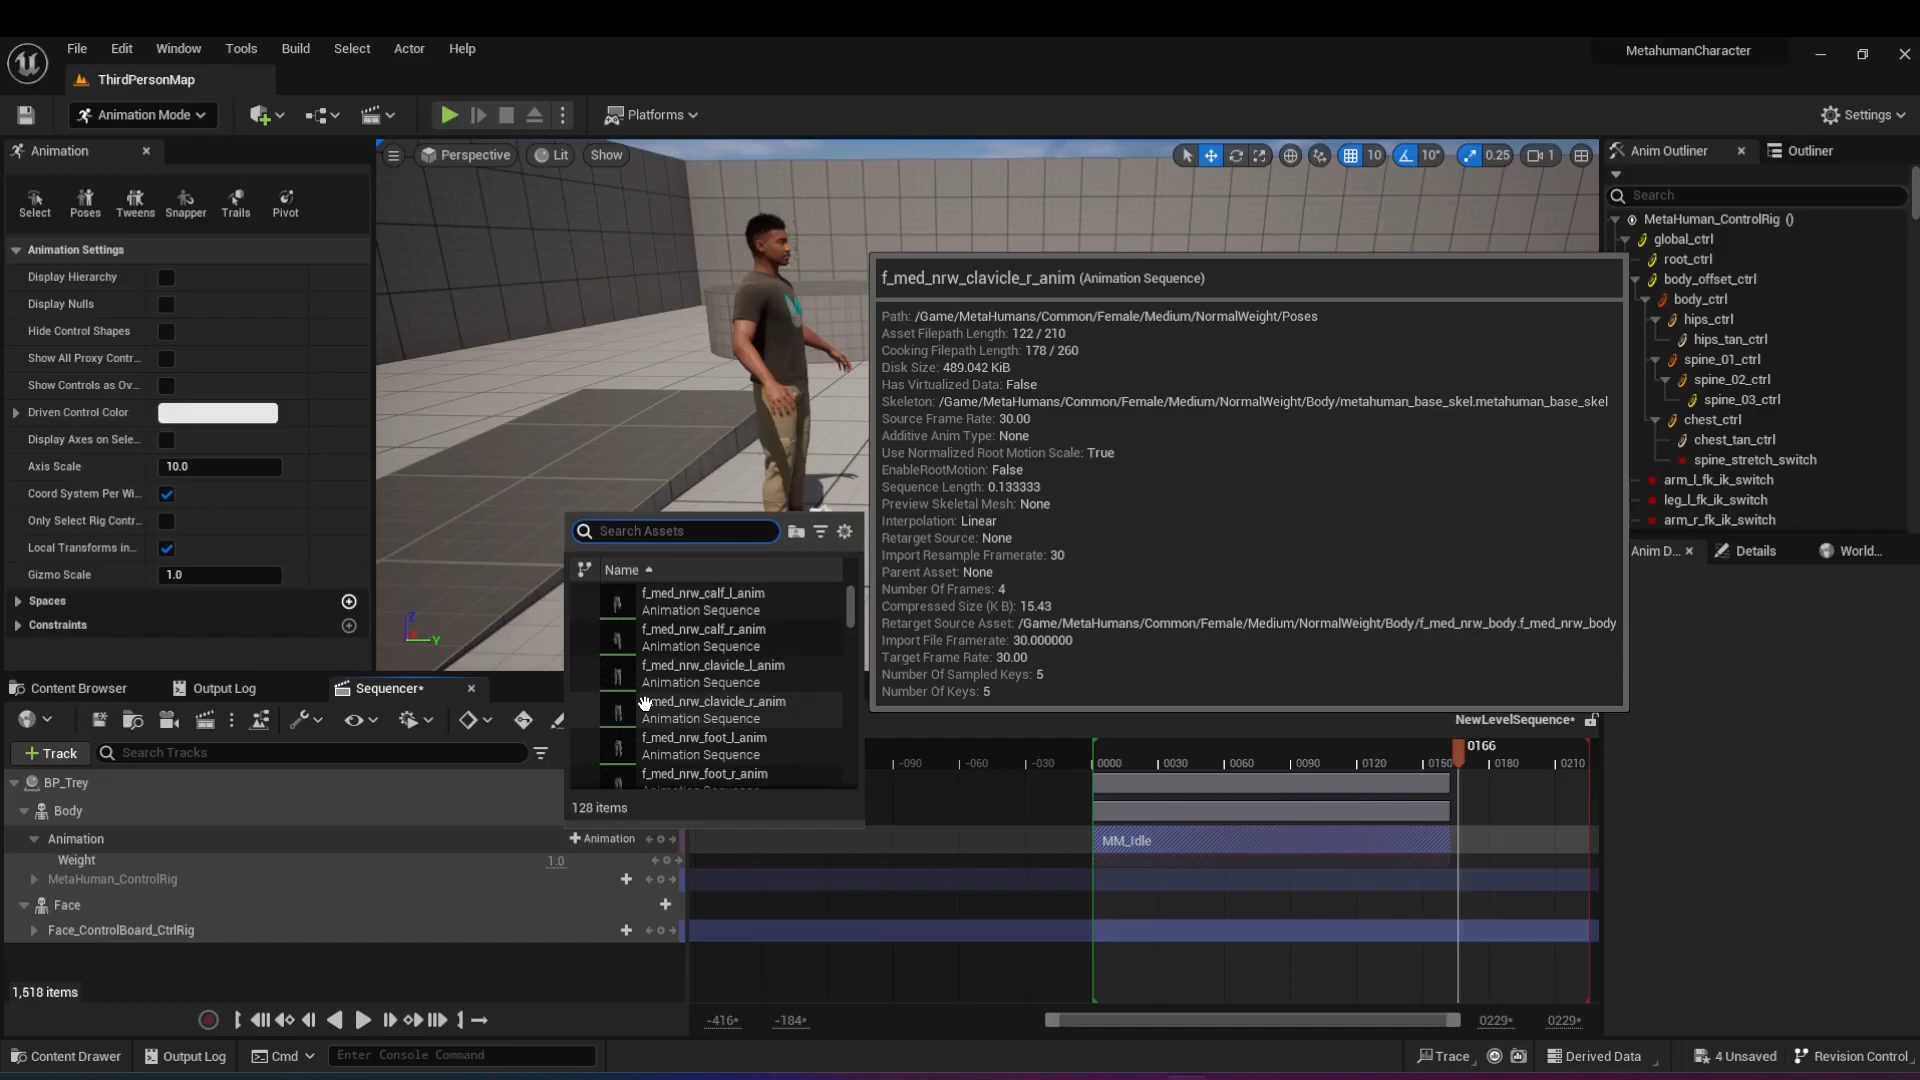 File Edit Window Tools Build Select Actor Help
MetahumanCharacter
ThirdPersonMap
Animation Mode
Platforms
Settings
Animation
Select Poses Tweens Snapper Trails Pivot
Animation Settings
Display Hierarchy
Display Nulls
Hide Control Shapes
Show All Proxy Contr...
Show Controls as Ov...
Driven Control Color
Display Axes on Sele...
Axis Scale 10.0
Coord System Per Wi...
Only Select Rig Contr...
Local Transforms in...
Gizmo Scale 1.0
Spaces
Constraints
Perspective Lit Show
10 10° 0.25 1
Z
Y
Anim Outliner Outliner
Search
MetaHuman_ControlRig ()
global_ctrl
root_ctrl
body_offset_ctrl
body_ctrl
hips_ctrl
hips_tan_ctrl
spine_01_ctrl
spine_02_ctrl
spine_03_ctrl
chest_ctrl
chest_tan_ctrl
spine_stretch_switch
arm_l_fk_ik_switch
leg_l_fk_ik_switch
arm_r_fk_ik_switch
Anim D... Details World...
f_med_nrw_clavicle_r_anim (Animation Sequence)
Path: /Game/MetaHumans/Common/Female/Medium/NormalWeight/Poses
Asset Filepath Length: 122 / 210
Cooking Filepath Length: 178 / 260
Disk Size: 489.042 KiB
Has Virtualized Data: False
Skeleton: /Game/MetaHumans/Common/Female/Medium/NormalWeight/Body/metahuman_base_skel.metahuman_base_skel
Source Frame Rate: 30.00
Additive Anim Type: None
Use Normalized Root Motion Scale: True
EnableRootMotion: False
Sequence Length: 0.133333
Preview Skeletal Mesh: None
Interpolation: Linear
Retarget Source: None
Import Resample Framerate: 30
Parent Asset: None
Number Of Frames: 4
Compressed Size (K B): 15.43
Retarget Source Asset: /Game/MetaHumans/Common/Female/Medium/NormalWeight/Body/f_med_nrw_body.f_med_nrw_body
Import File Framerate: 30.000000
Target Frame Rate: 30.00
Number Of Sampled Keys: 5
Number Of Keys: 5
Search Assets
Name
f_med_nrw_calf_l_anim
Animation Sequence
f_med_nrw_calf_r_anim
Animation Sequence
f_med_nrw_clavicle_l_anim
Animation Sequence
f_med_nrw_clavicle_r_anim
Animation Sequence
f_med_nrw_foot_l_anim
Animation Sequence
f_med_nrw_foot_r_anim
128 items
Content Browser Output Log Sequencer*
NewLevelSequence*
Track Search Tracks
BP_Trey
Body
Animation
Animation
Weight 1.0
MetaHuman_ControlRig
Face
Face_ControlBoard_CtrlRig
1,518 items
0166
-090 -060 -030 0000 0030 0060 0090 0120 0150 0180 0210
MM_Idle
-416* -184* 0229* 0229*
Content Drawer Output Log Cmd Enter Console Command
Trace Derived Data 4 Unsaved Revision Control